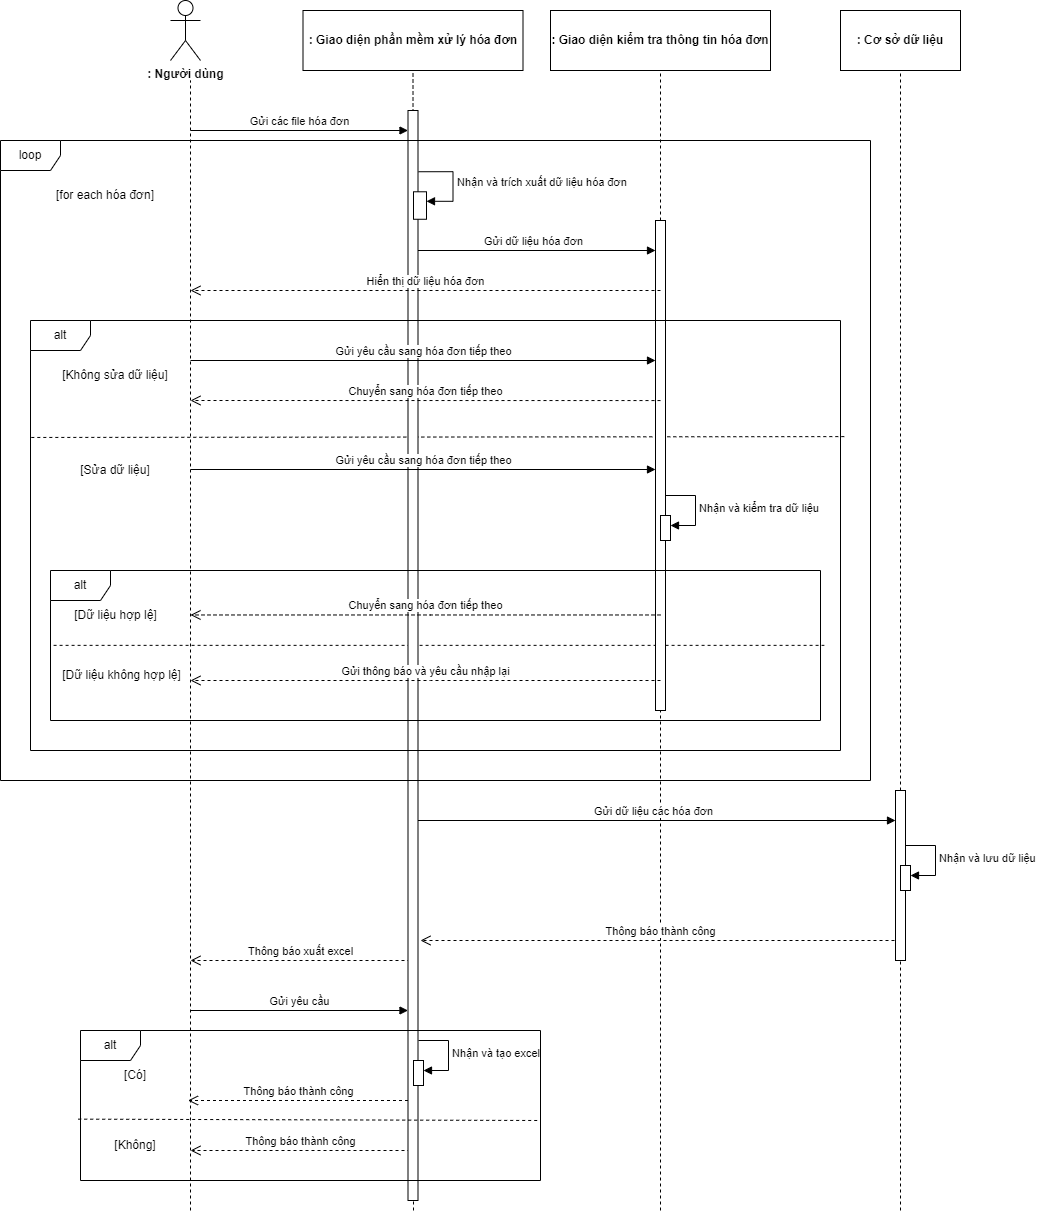 : Người dùng
: Giao diện phần mềm xử lý hóa đơn
: Giao diện kiểm tra thông tin hóa đơn
: Cơ sở dữ liệu
Gửi các file hóa đơn
loop
[for each hóa đơn]
Nhận và trích xuất dữ liệu hóa đơn
Gửi dữ liệu hóa đơn
Hiển thị dữ liệu hóa đơn
alt
[Không sửa dữ liệu]
Gửi yêu cầu sang hóa đơn tiếp theo
Chuyển sang hóa đơn tiếp theo
[Sửa dữ liệu]
Gửi yêu cầu sang hóa đơn tiếp theo
Nhận và kiểm tra dữ liệu
alt
[Dữ liệu hợp lệ]
Chuyển sang hóa đơn tiếp theo
[Dữ liệu không hợp lệ]
Gửi thông báo và yêu cầu nhập lại
Gửi dữ liệu các hóa đơn
Nhận và lưu dữ liệu
Thông báo thành công
Thông báo xuất excel
Gửi yêu cầu
alt
[Có]
Nhận và tạo excel
Thông báo thành công
[Không]
Thông báo thành công